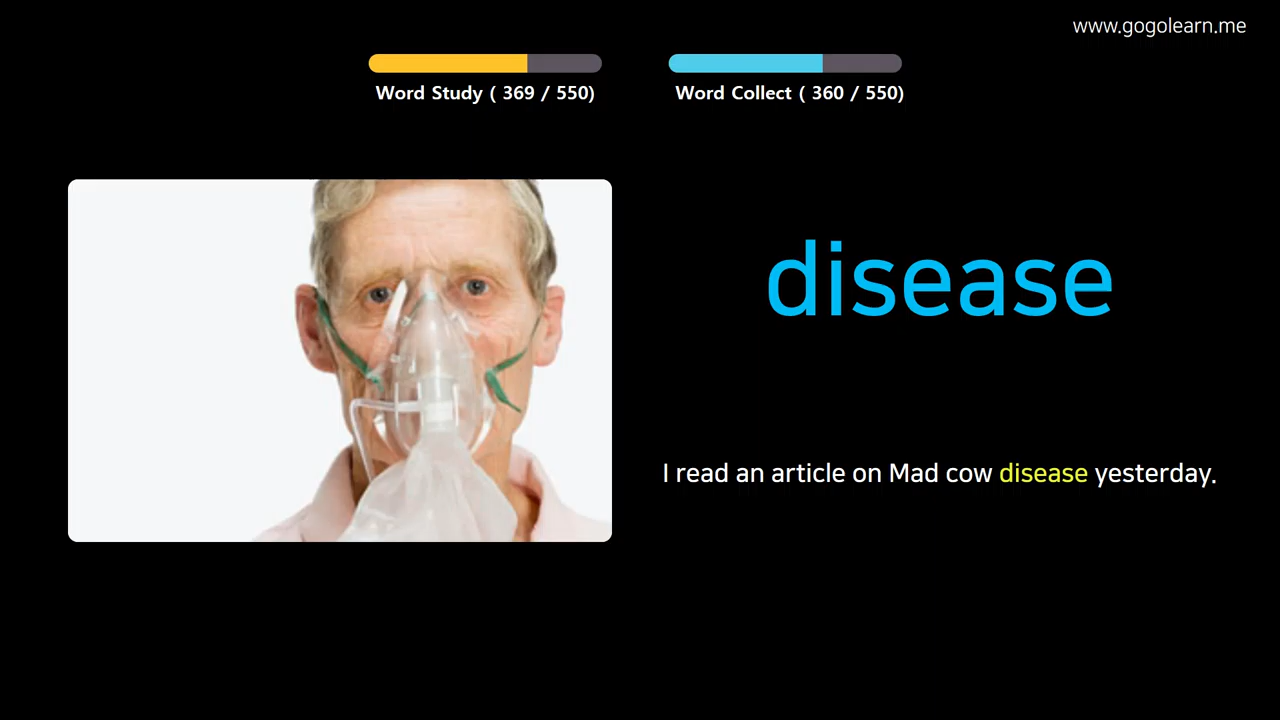 www.gogolearn.me
Word Study ( 369 / 550)
Word Collect ( 360 / 550)
disease
I read an article on Mad cow disease yesterday.